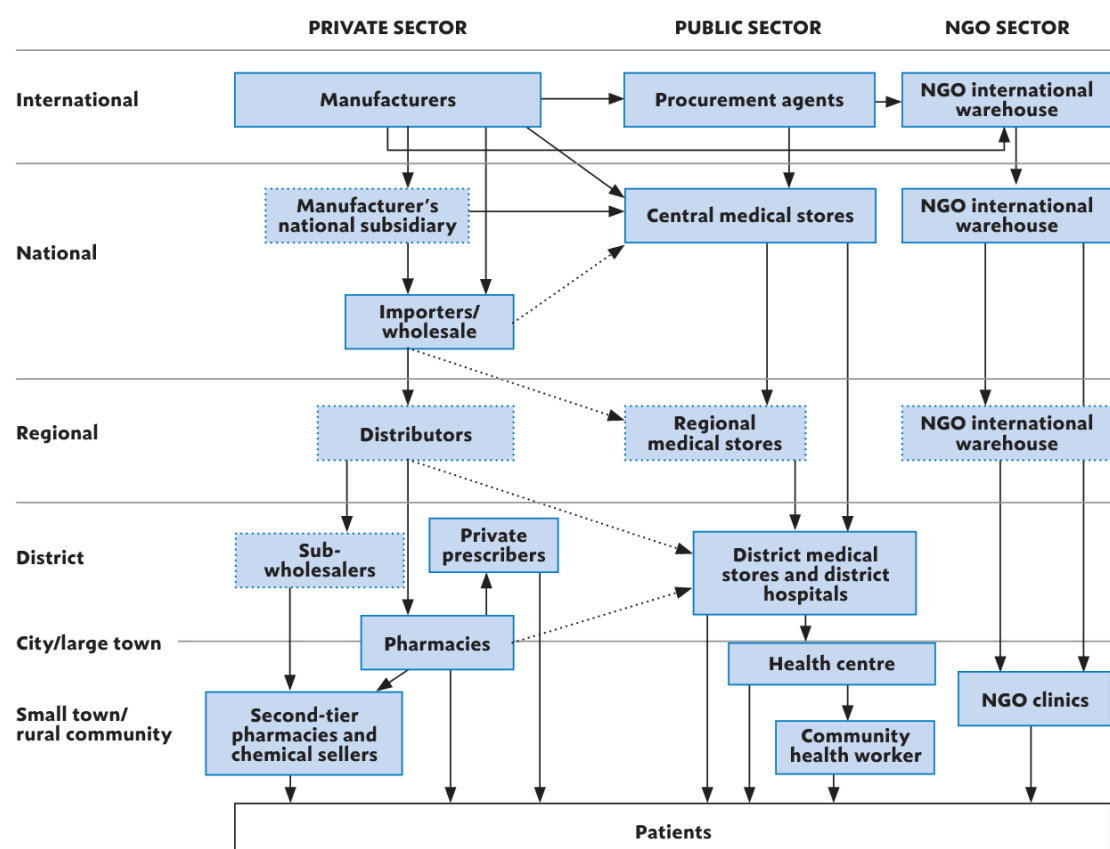 PRIVATE SECTOR
PUBLIC SECTOR
NGO SECTOR
International
Manufacturers
Procurement agents
NGO international
warehouse
National
Manufacturer’s
national subsidiary
Central medical stores
NGO international
warehouse
Importers/
wholesale
Regional
Distributors
Regional
medical stores
NGO international
warehouse
District
Sub-
wholesalers
Private
prescribers
District medical
stores and district
hospitals
City/large town
Pharmacies
Health centre
Small town/
rural community
Second-tier
pharmacies and
chemical sellers
Community
health worker
NGO clinics
Patients